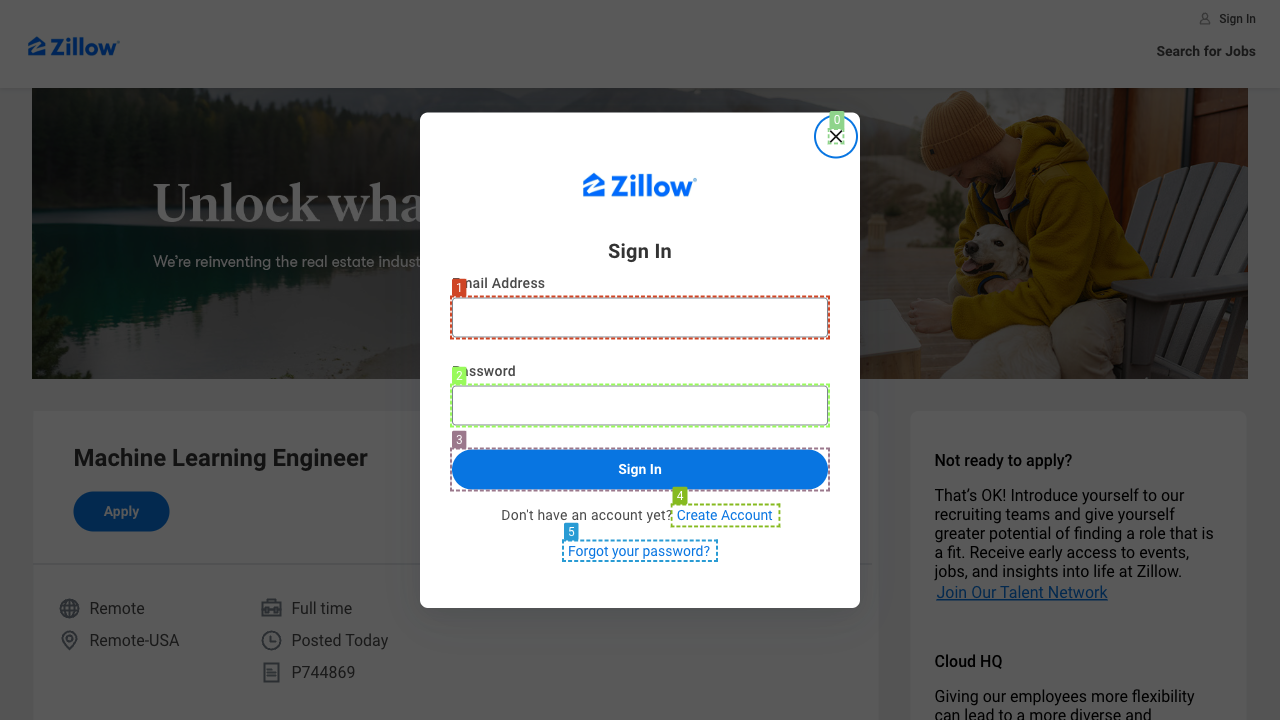 Sign In
Zillow
Search for Jobs
Unlock wha
We're reinventing the real estate indust
0
Zillow
Sign In
Email Address
1
Password
2
3
Sign In
4
Don't have an account yet? Create Account
5
Forgot your password?
Machine Learning Engineer
Apply
Remote
Full time
Remote-USA
Posted Today
P744869
Not ready to apply?
That's OK! Introduce yourself to our
recruiting teams and give yourself
greater potential of finding a role that is
a fit. Receive early access to events,
jobs, and insights into life at Zillow.
Join Our Talent Network
Cloud HQ
Giving our employees more flexibility
can lead to a more diverse and